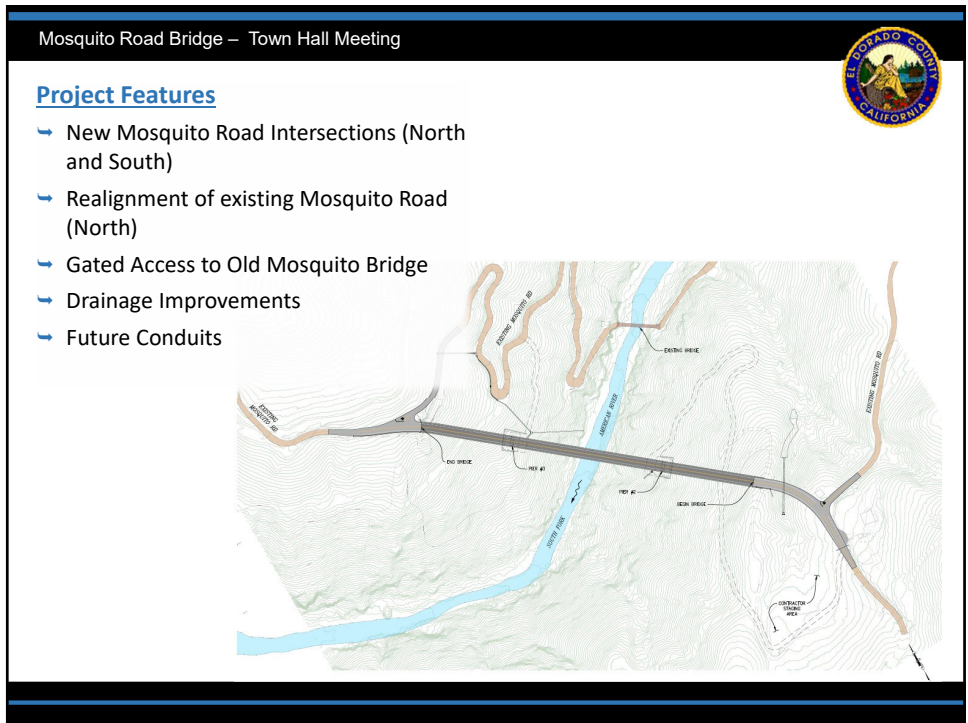 Mosquito Road Bridge – Town Hall Meeting
EL DORADO COUNTY
CALIFORNIA
Project Features
New Mosquito Road Intersections (North
and South)
Realignment of existing Mosquito Road
(North)
Gated Access to Old Mosquito Bridge
Drainage Improvements
Future Conduits
EXISTING MOSQUITO RD
EXISTING BRIDGE
AMERICAN RIVER
EXISTING MOSQUITO RD
EXISTING
MOSQUITO RD
END BRIDGE
PIER #3
PIER #2
BEGIN BRIDGE
SOUTH FORK
CONTRACTOR
STAGING
AREA